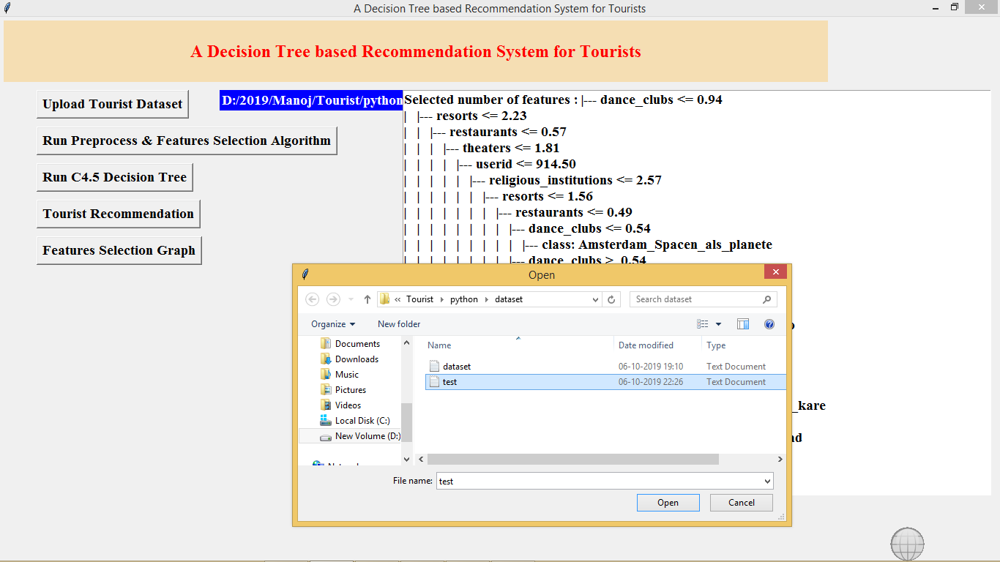 A Decision Tree based Recommendation System for Tourists
A Decision Tree based Recommendation System for Tourists
Upload Tourist Dataset
D:/2019/Manoj/Tourist/python
Run Preprocess & Features Selection Algorithm
Run C4.5 Decision Tree
Tourist Recommendation
Features Selection Graph
Selected number of features : |--- dance_clubs <= 0.94
| |--- resorts <= 2.23
| | |--- restaurants <= 0.57
| | | |--- theaters <= 1.81
| | | | |--- userid <= 914.50
| | | | | |--- religious_institutions <= 2.57
| | | | | | |--- resorts <= 1.56
| | | | | | | |--- restaurants <= 0.49
| | | | | | | | |--- dance_clubs <= 0.54
| | | | | | | | | |--- class: Amsterdam_Spacen_als_planete
| | | | | | | | |--- dance_clubs > 0.54
_kare
Open
« Tourist python dataset
Search dataset
Organize
New folder
Documents
Downloads
Music
Pictures
Videos
Local Disk (C:)
New Volume (D:)
Name Date modified Type
dataset 06-10-2019 19:10 Text Document
test 06-10-2019 22:26 Text Document
File name: test
Open Cancel